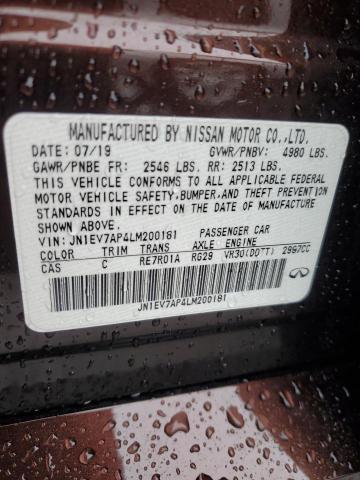 MANUFACTURED BY NISSAN MOTOR CO.,LTD.
DATE: 07/19 GVWR/PNBV: 4980 LBS.
GAWR/PNBE FR: 2546 LBS. RR: 2513 LBS.
THIS VEHICLE CONFORMS TO ALL APPLICABLE FEDERAL
MOTOR VEHICLE SAFETY,BUMPER,AND THEFT PREVENTION
STANDARDS IN EFFECT ON THE DATE OF MANUFACTURE
SHOWN ABOVE.
VIN: JN1EV7AP4LM200181 PASSENGER CAR
COLOR TRIM TRANS AXLE ENGINE
CAS C RE7R01A RG29 VR30(DDTT) 2997CC
JN1EV7AP4LM200181